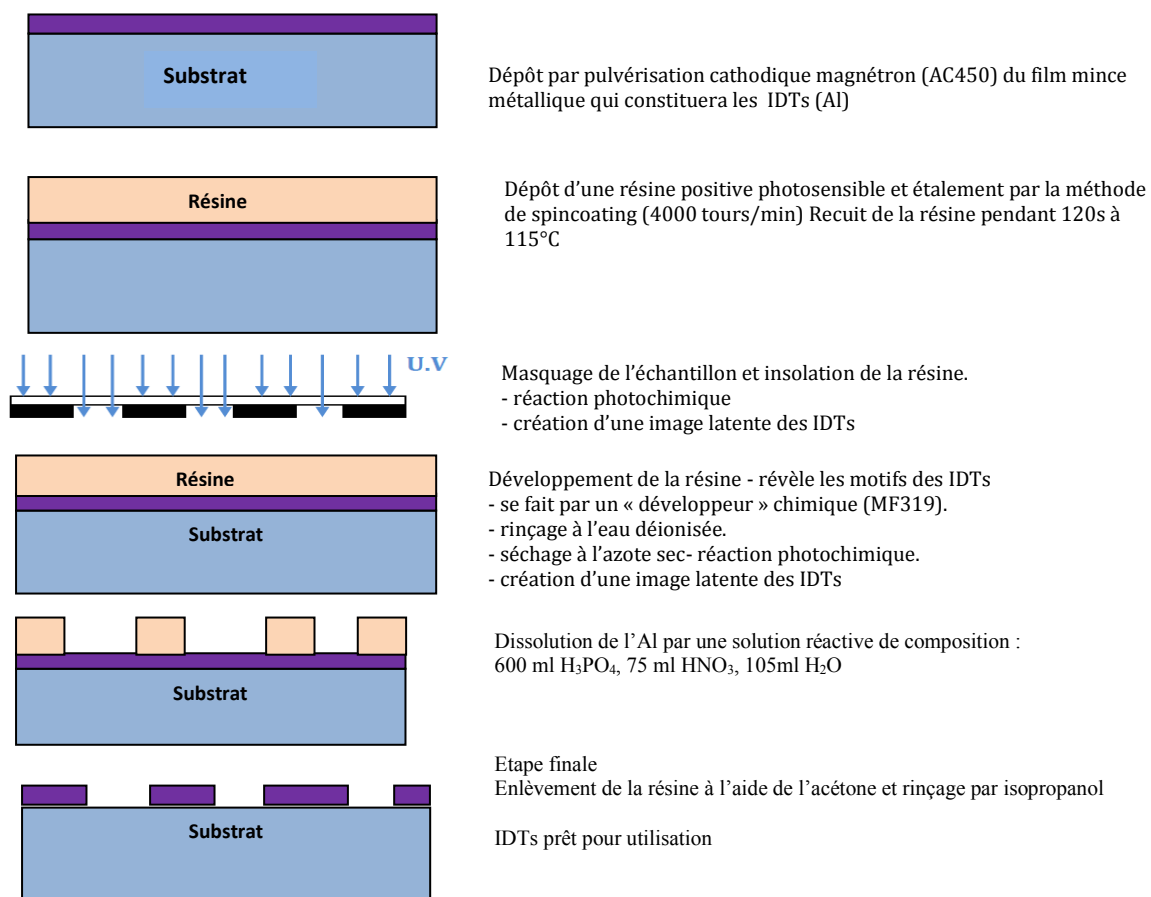 Substrat
Dépôt par pulvérisation cathodique magnétron (AC450) du film mince
métallique qui constituera les IDTs (Al)
Résine
Dépôt d'une résine positive photosensible et étalement par la méthode
de spincoating (4000 tours/min) Recuit de la résine pendant 120s à
115°C
U.V
Masquage de l'échantillon et insolation de la résine.
- réaction photochimique
- création d'une image latente des IDTs
Résine
Substrat
Développement de la résine - révèle les motifs des IDTs
- se fait par un « développeur » chimique (MF319).
- rinçage à l'eau déionisée.
- séchage à l'azote sec- réaction photochimique.
- création d'une image latente des IDTs
Substrat
Dissolution de l'Al par une solution réactive de composition :
600 ml H₃PO₄, 75 ml HNO₃, 105ml H₂O
Substrat
Etape finale
Enlèvement de la résine à l'aide de l'acétone et rinçage par isopropanol
IDTs prêt pour utilisation